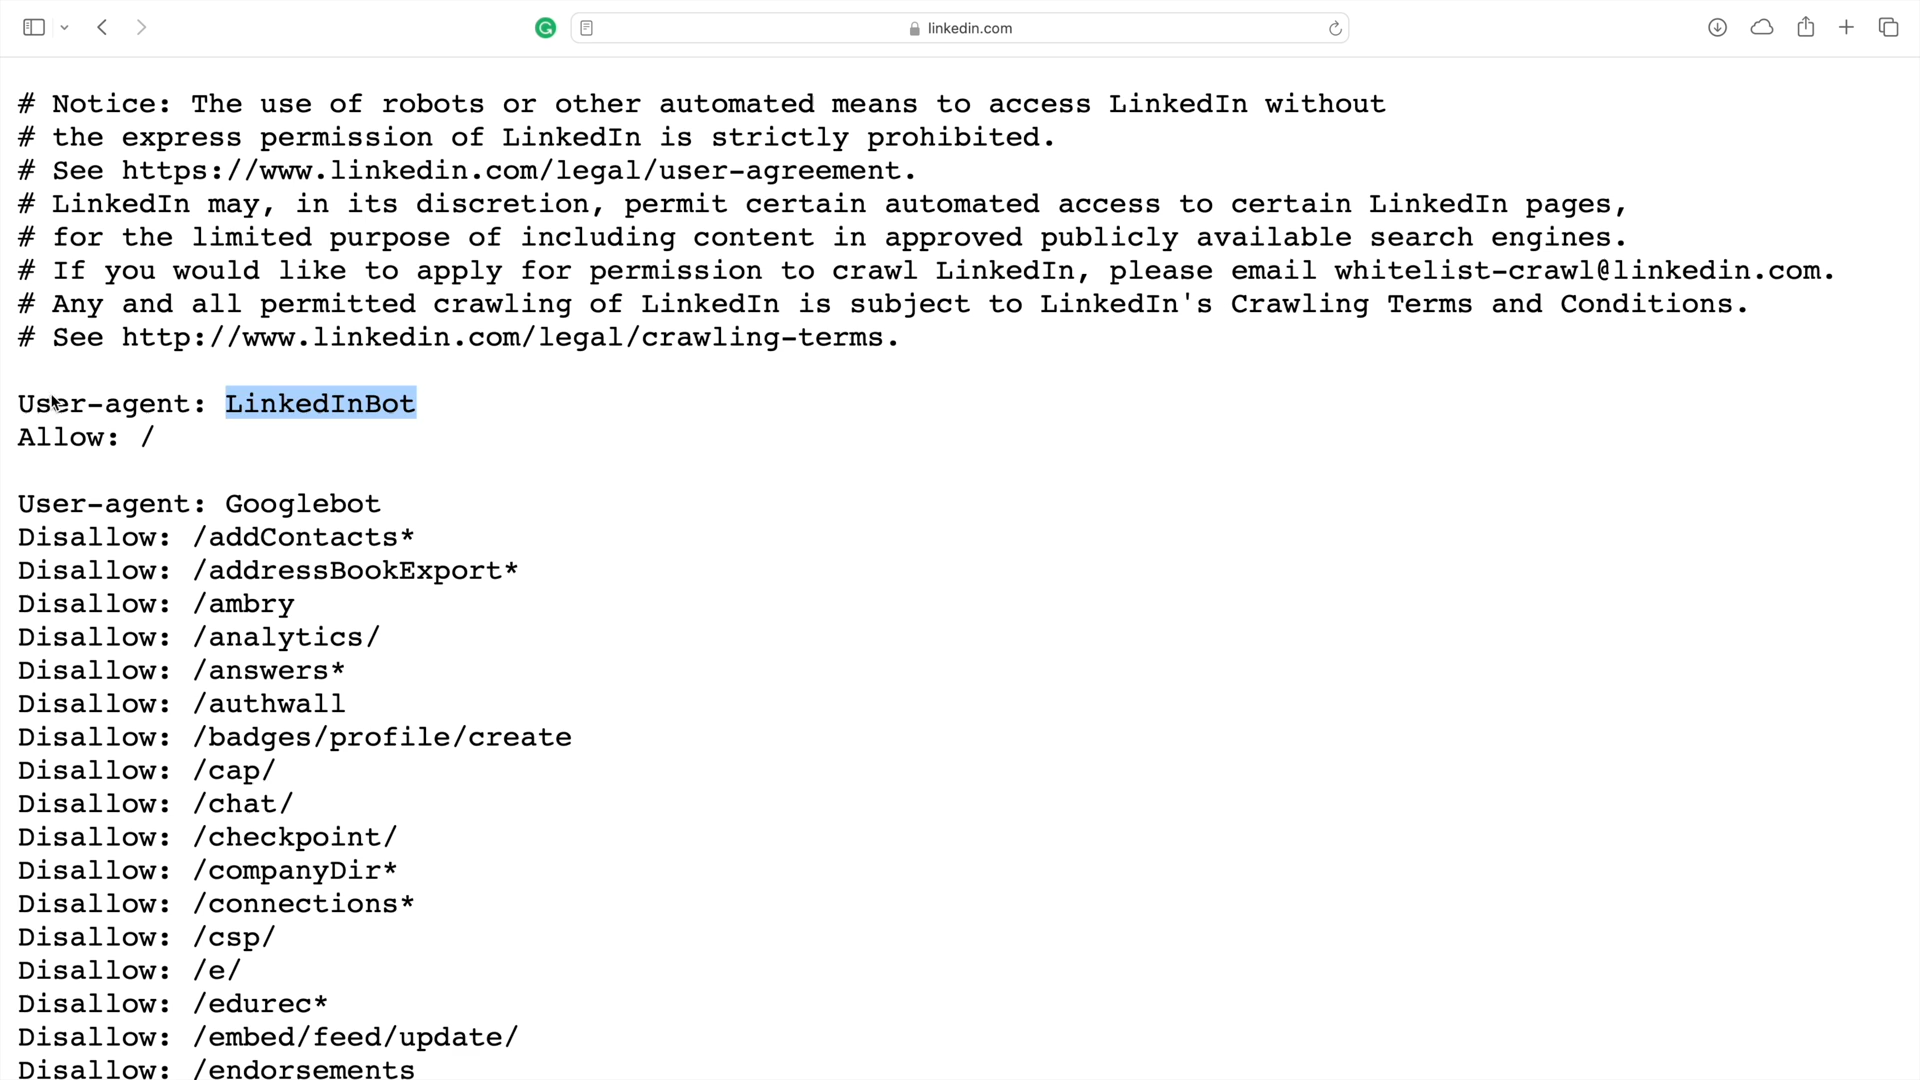 linkedin.com
# Notice: The use of robots or other automated means to access LinkedIn without
# the express permission of LinkedIn is strictly prohibited.
# See https://www.linkedin.com/legal/user-agreement.
# LinkedIn may, in its discretion, permit certain automated access to certain LinkedIn pages,
# for the limited purpose of including content in approved publicly available search engines.
# If you would like to apply for permission to crawl LinkedIn, please email whitelist-crawl@linkedin.com.
# Any and all permitted crawling of LinkedIn is subject to LinkedIn's Crawling Terms and Conditions.
# See http://www.linkedin.com/legal/crawling-terms.
User-agent: LinkedInBot
Allow: /
User-agent: Googlebot
Disallow: /addContacts*
Disallow: /addressBookExport*
Disallow: /ambry
Disallow: /analytics/
Disallow: /answers*
Disallow: /authwall
Disallow: /badges/profile/create
Disallow: /cap/
Disallow: /chat/
Disallow: /checkpoint/
Disallow: /companyDir*
Disallow: /connections*
Disallow: /csp/
Disallow: /e/
Disallow: /edurec*
Disallow: /embed/feed/update/
Disallow: /endorsements